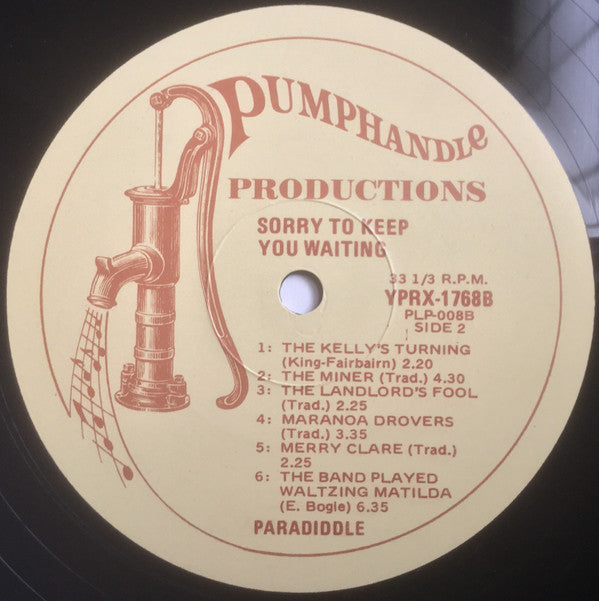 PUMPHANDLe
PRODUCTIONS
SORRY TO KEEP
YOU WAITING
33 1/3 R.P.M.
YPRX-1768B
PLP-008B
SIDE 2
1: THE KELLY'S TURNING
(King-Fairbairn) 2.20
2: THE MINER (Trad.) 4.30
3: THE LANDLORD'S FOOL
(Trad.) 2.25
4: MARANOA DROVERS
(Trad.) 3.35
5: MERRY CLARE (Trad.)
2.25
6: THE BAND PLAYED
WALTZING MATILDA
(E. Bogle) 6.35
PARADIDDLE